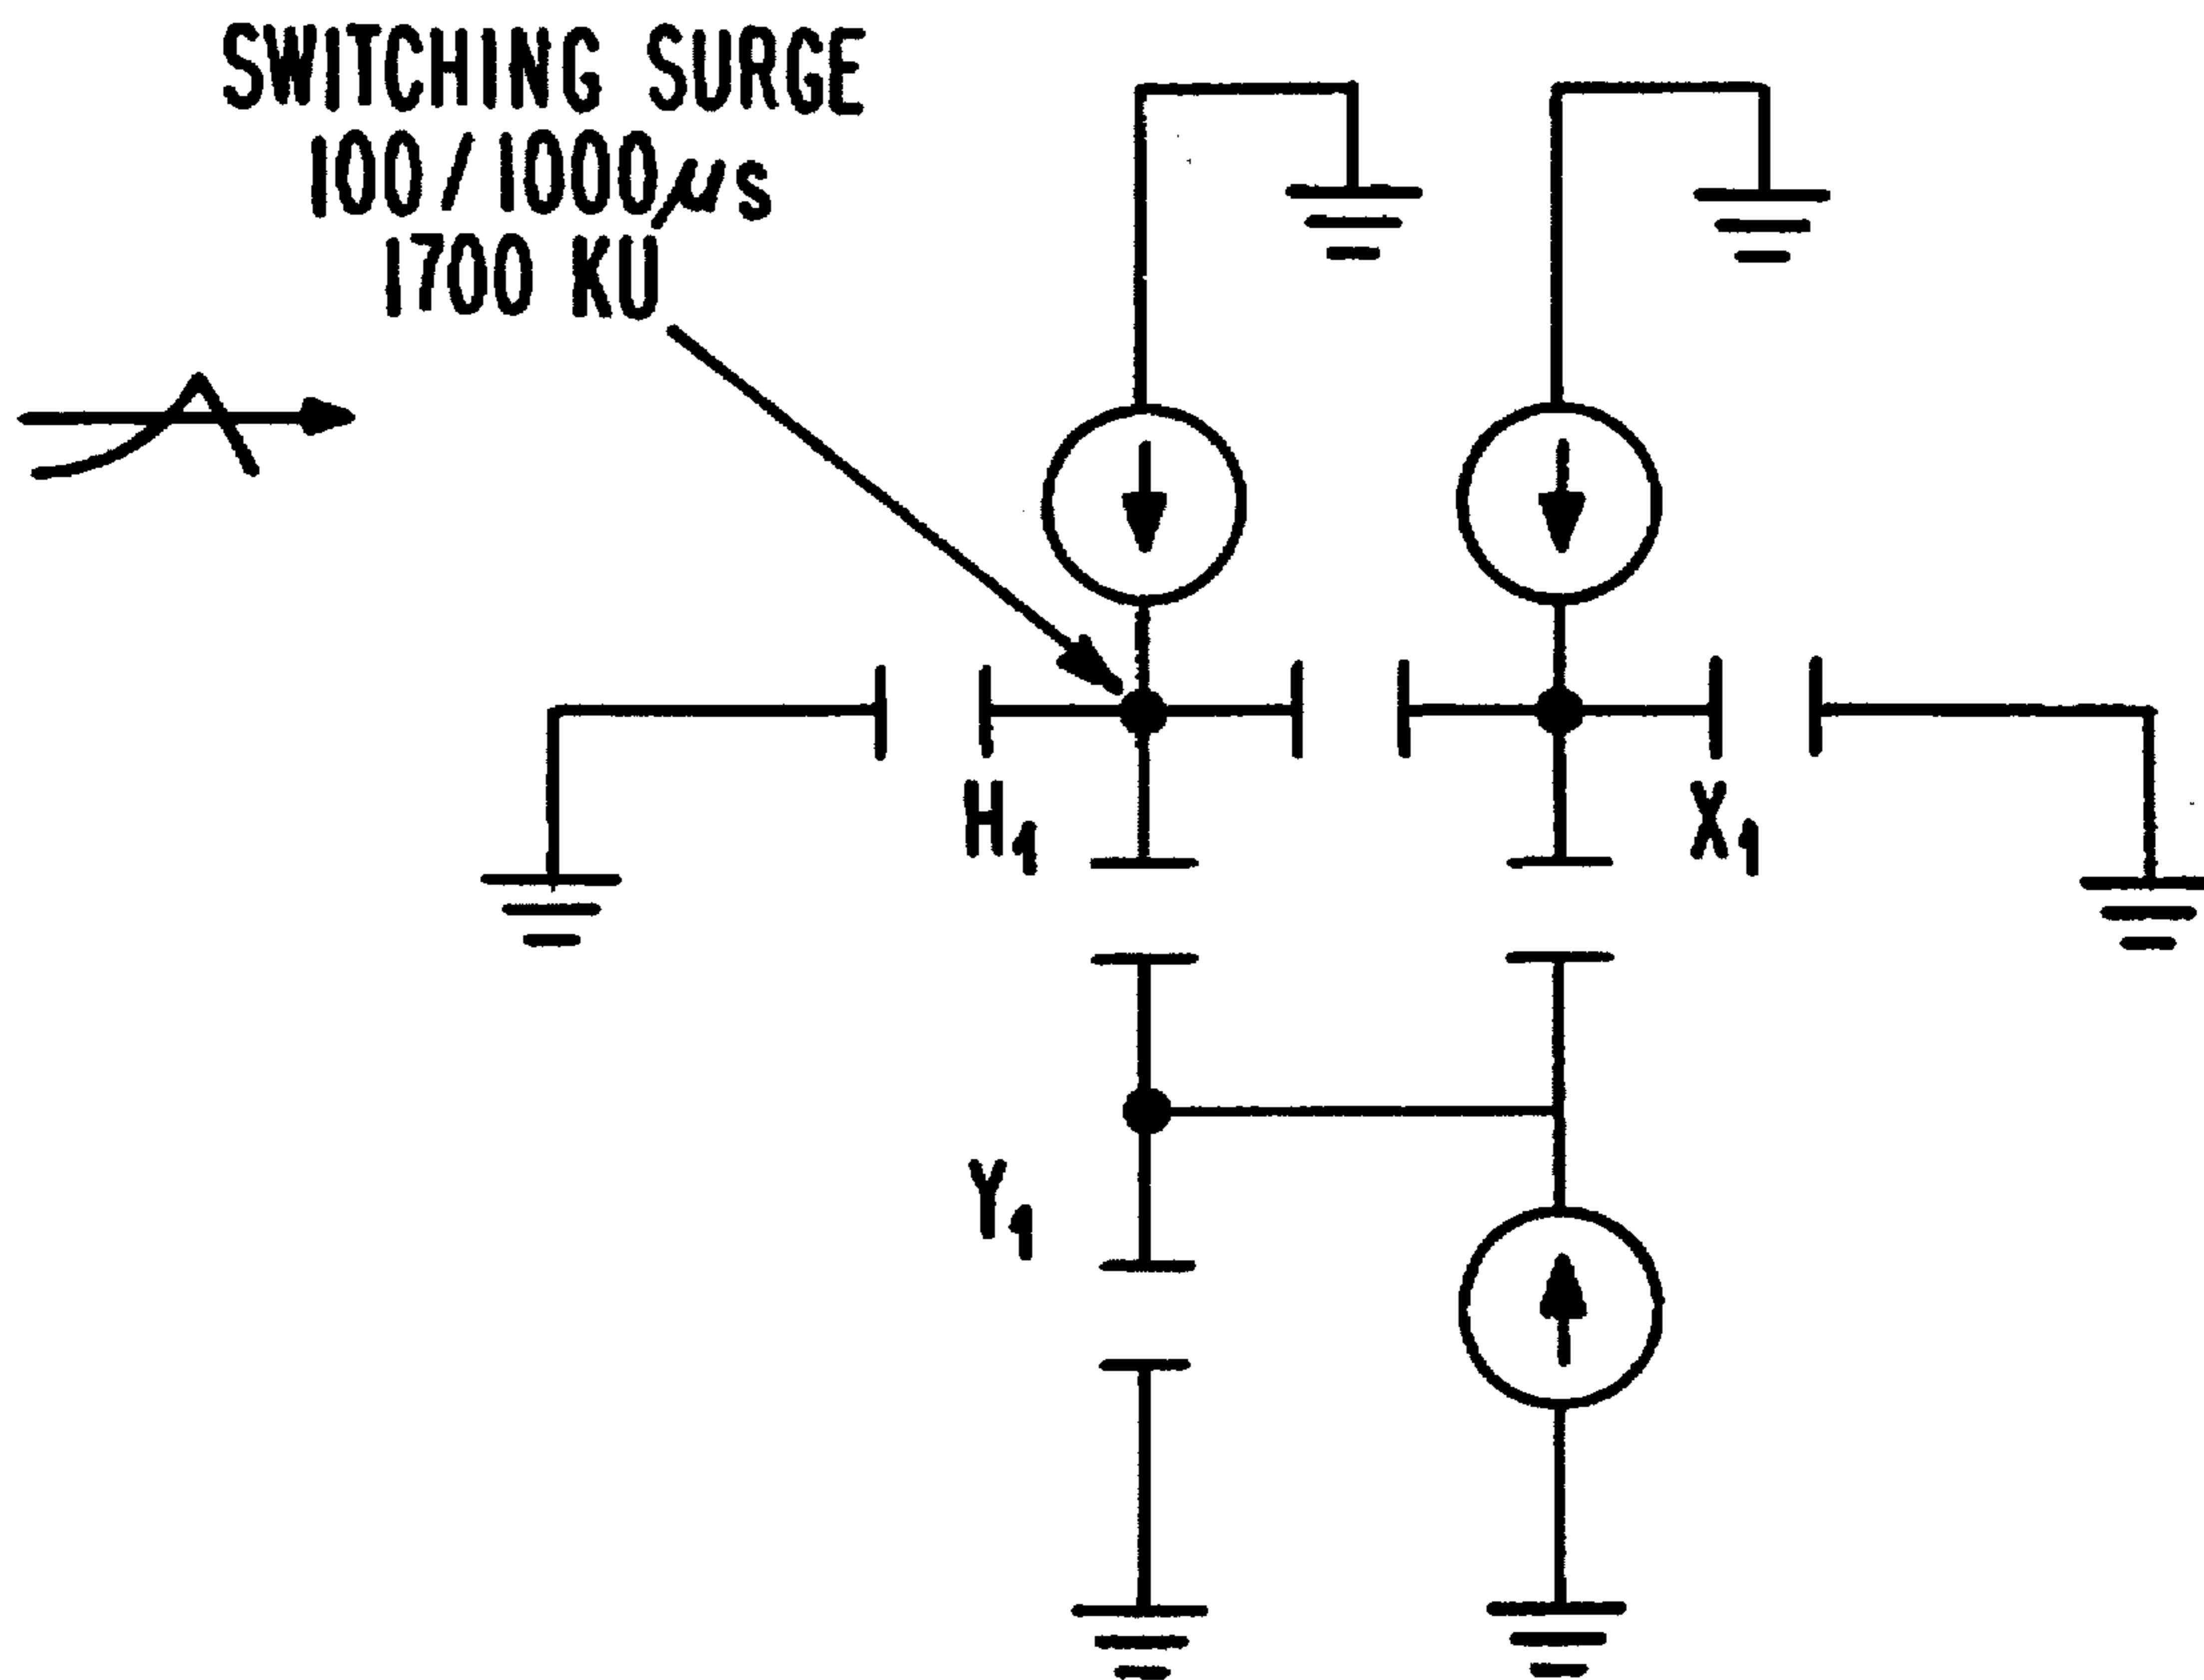 SWITCHING SURGE
100/1000μs
1700 KU
H₁
X₁
Y₁